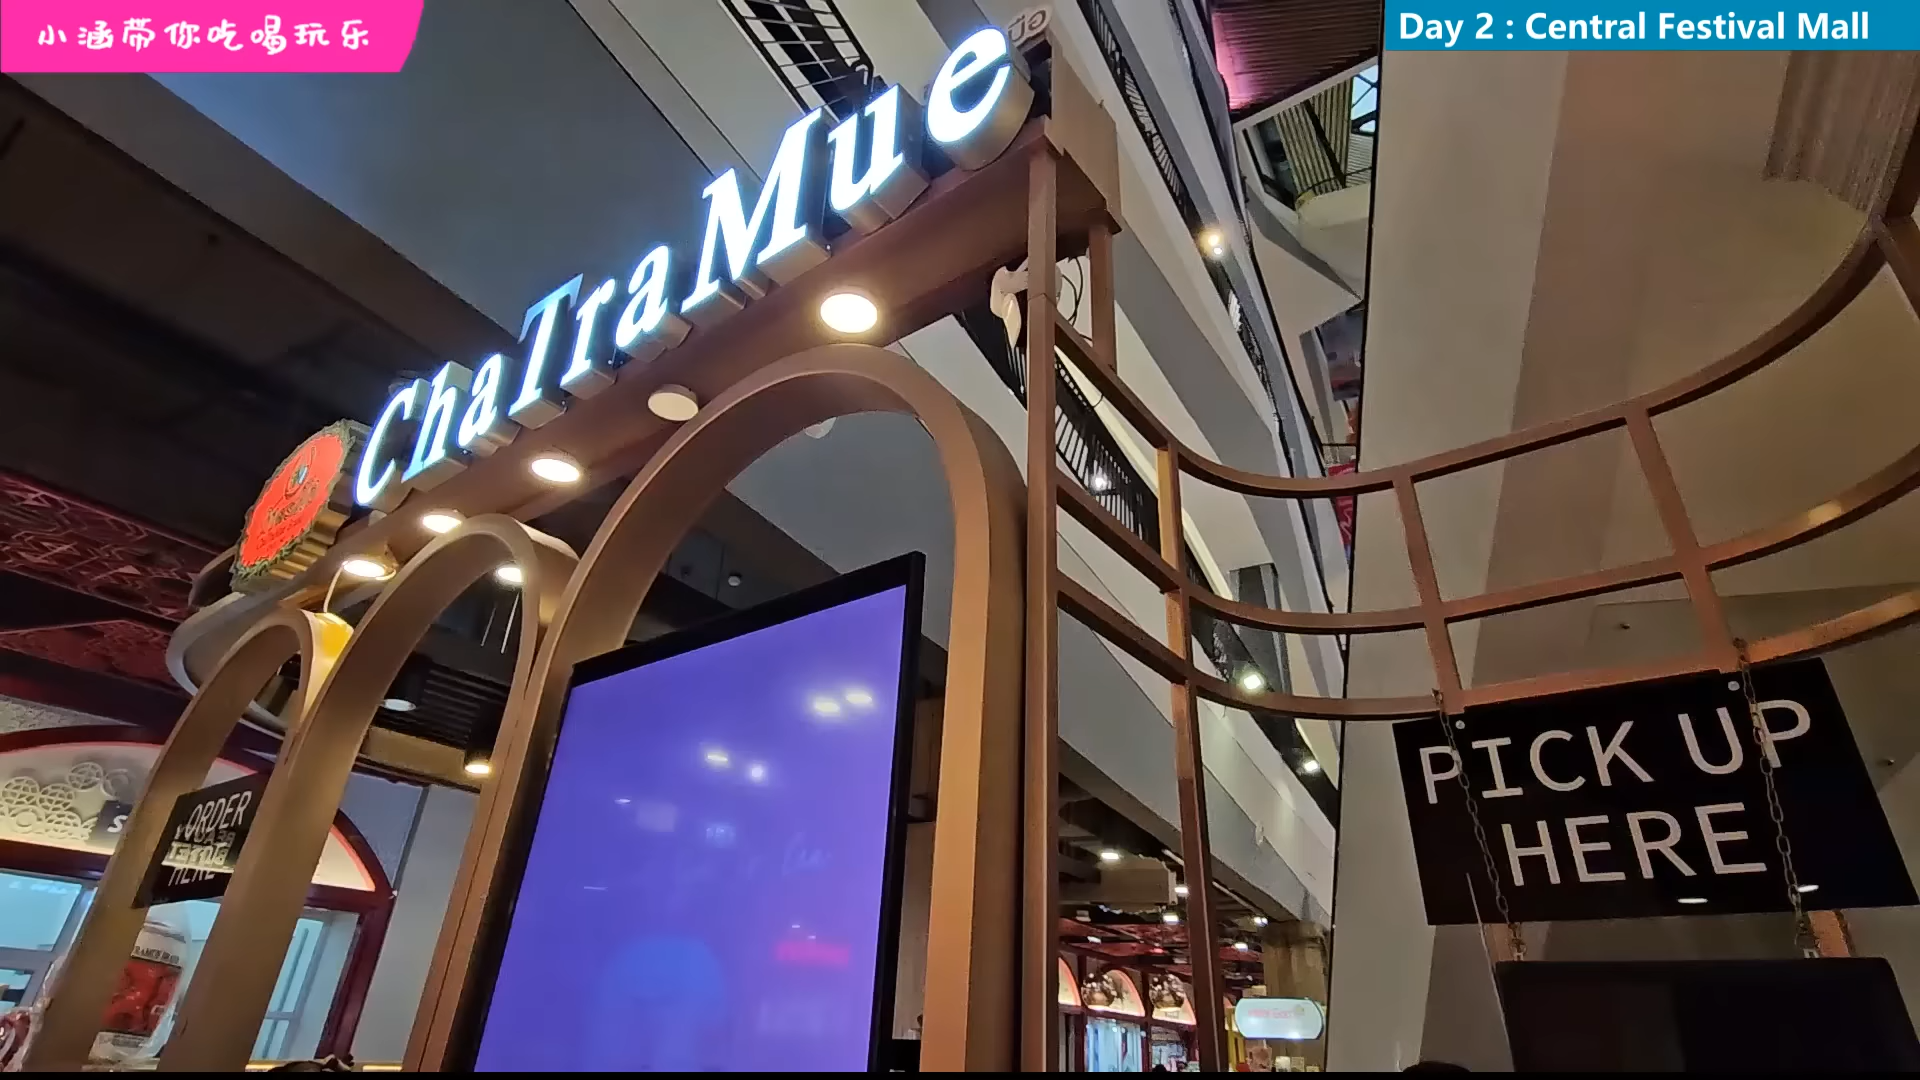 小涵带你吃喝玩乐
Day 2 : Central Festival Mall
ChaTraMue
PICK UP
HERE
ORDER
HERE